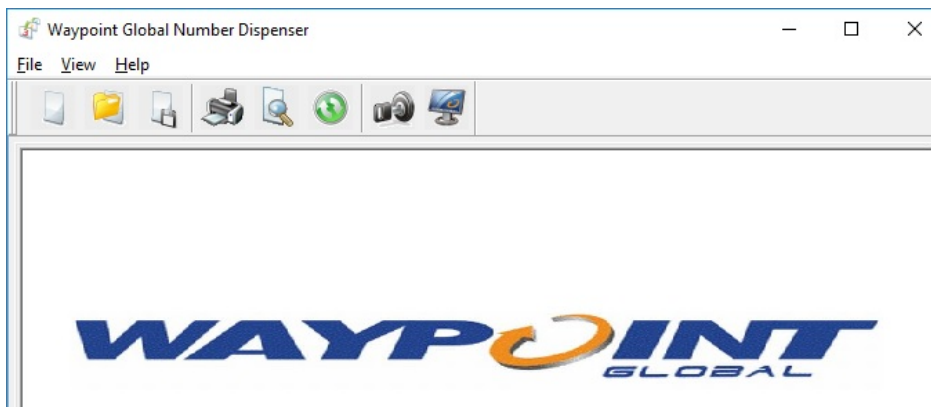 Waypoint Global Number Dispenser
File View Help
WAYPOINT
GLOBAL